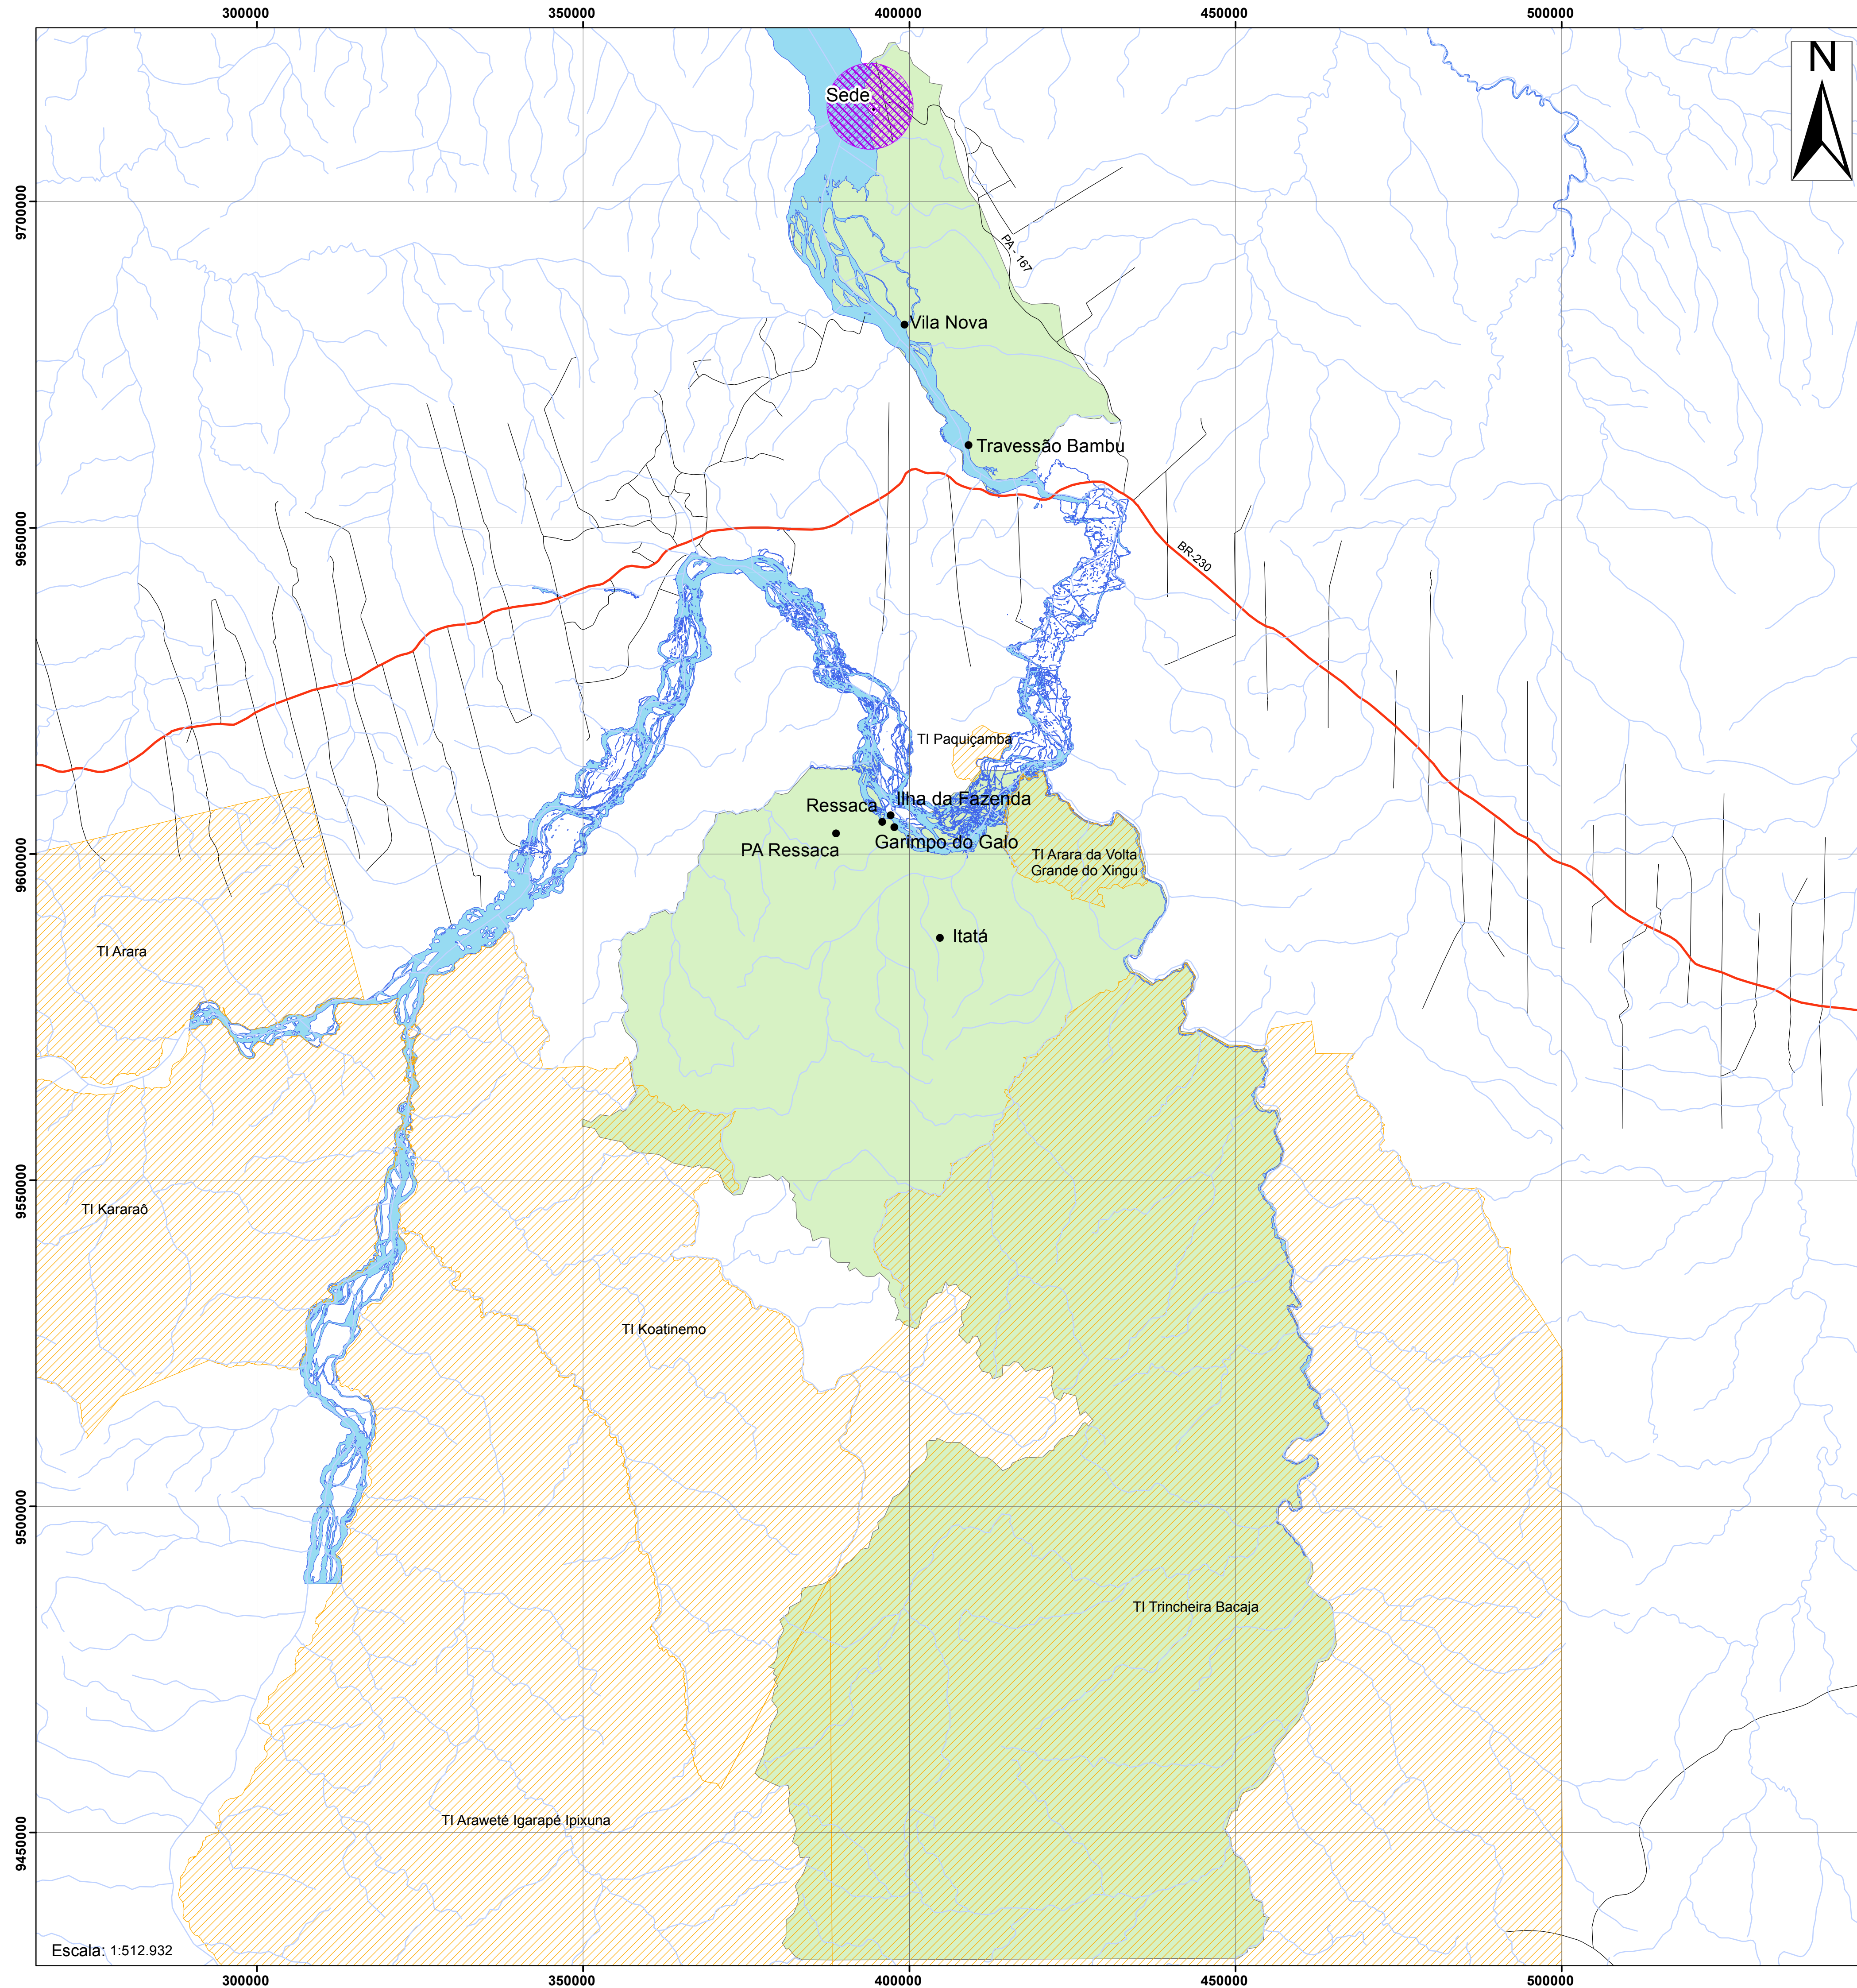 300000
350000
400000
450000
500000
N
Sede
9700000
PA - 167
Vila Nova
Travessão Bambu
9650000
BR-230
TI Paquiçamba
Ilha da Fazenda
Ressaca
Garimpo do Galo
PA Ressaca
9600000
TI Arara da Volta
Grande do Xingu
Itatá
TI Arara
9550000
TI Kararaô
TI Koatinemo
9500000
TI Trincheira Bacaja
TI Araweté Igarapé Ipixuna
9450000
Escala: 1:512.932
300000
350000
400000
450000
500000